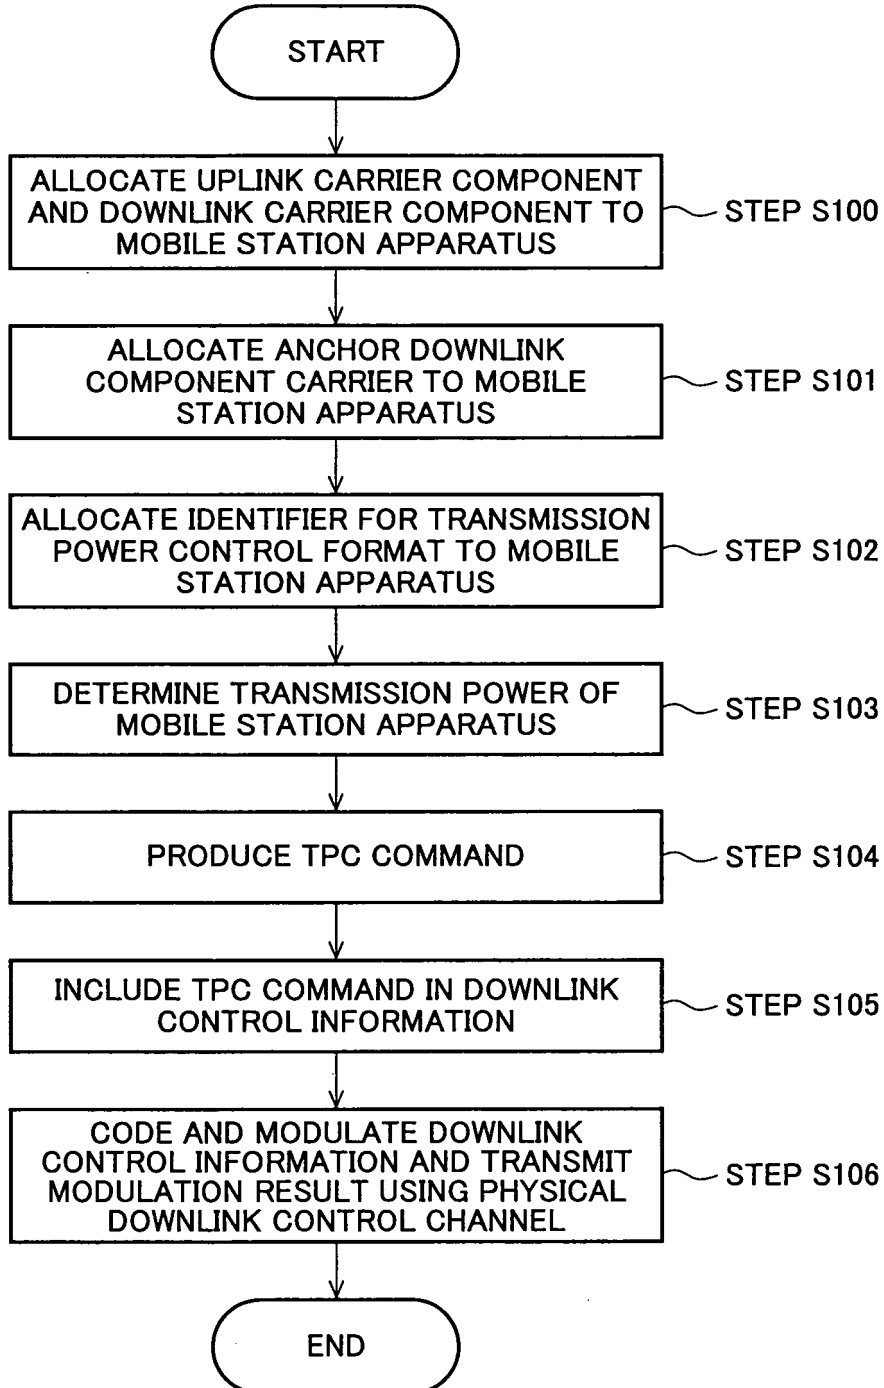 START
ALLOCATE UPLINK CARRIER COMPONENT
AND DOWNLINK CARRIER COMPONENT TO
MOBILE STATION APPARATUS
STEP S100
ALLOCATE ANCHOR DOWNLINK
COMPONENT CARRIER TO MOBILE
STATION APPARATUS
STEP S101
ALLOCATE IDENTIFIER FOR TRANSMISSION
POWER CONTROL FORMAT TO MOBILE
STATION APPARATUS
STEP S102
DETERMINE TRANSMISSION POWER OF
MOBILE STATION APPARATUS
STEP S103
PRODUCE TPC COMMAND
STEP S104
INCLUDE TPC COMMAND IN DOWNLINK
CONTROL INFORMATION
STEP S105
CODE AND MODULATE DOWNLINK
CONTROL INFORMATION AND TRANSMIT
MODULATION RESULT USING PHYSICAL
DOWNLINK CONTROL CHANNEL
STEP S106
END